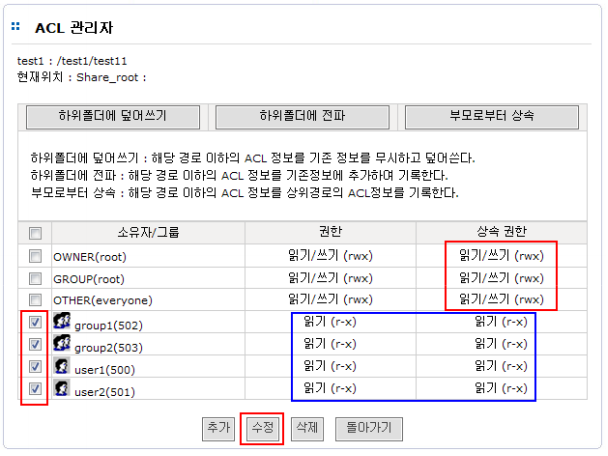 ACL 관리자
test1 : /test1/test11
현재위치 : Share_root :
하위폴더에 덮어쓰기 하위폴더에 전파 부모로부터 상속
하위폴더에 덮어쓰기 : 해당 경로 이하의 ACL 정보를 기존 정보를 무시하고 덮어쓴다.
하위폴더에 전파 : 해당 경로 이하의 ACL 정보를 기존정보에 추가하여 기록한다.
부모로부터 상속 : 해당 경로 이하의 ACL 정보를 상위경로의 ACL정보를 기록한다.
소유자/그룹 권한 상속 권한
OWNER(root) 읽기/쓰기 (rwx) 읽기/쓰기 (rwx)
GROUP(root) 읽기/쓰기 (rwx) 읽기/쓰기 (rwx)
OTHER(everyone) 읽기/쓰기 (rwx) 읽기/쓰기 (rwx)
group1(502) 읽기 (r-x) 읽기 (r-x)
group2(503) 읽기 (r-x) 읽기 (r-x)
user1(500) 읽기 (r-x) 읽기 (r-x)
user2(501) 읽기 (r-x) 읽기 (r-x)
추가 수정 삭제 돌아가기